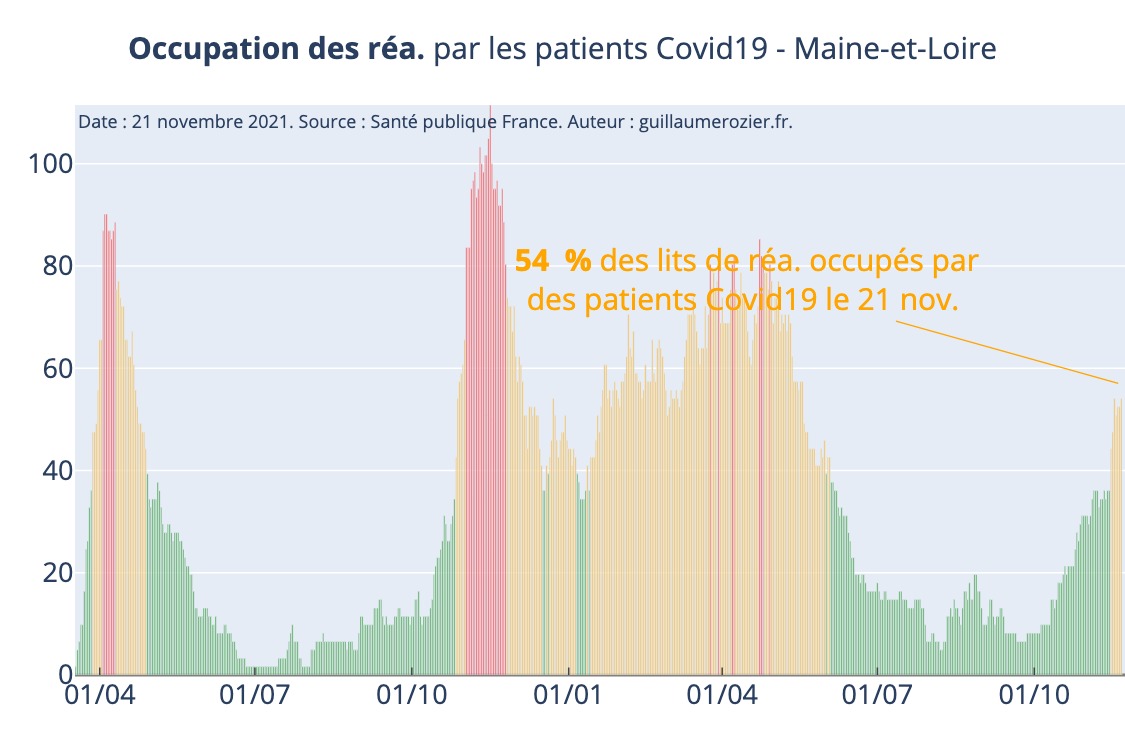 Occupation des réa. par les patients Covid19 - Maine-et-Loire
Date : 21 novembre 2021. Source : Santé publique France. Auteur : guillaumerozier.fr.
100
80
60
40
20
0
54 % des lits de réa. occupés par
des patients Covid19 le 21 nov.
01/04 01/07 01/10 01/01 01/04 01/07 01/10